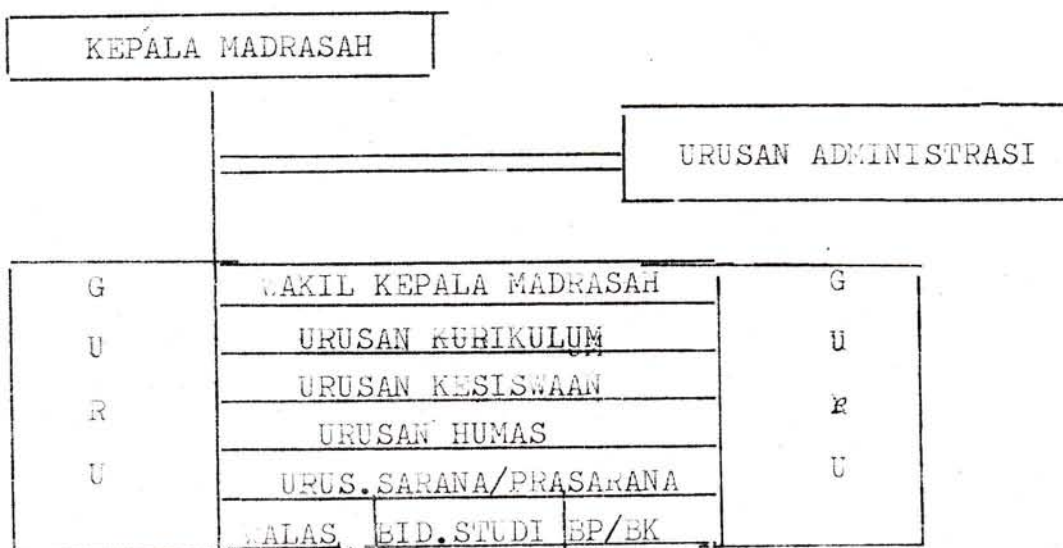 KEPALA MADRASAH
URUSAN ADMINISTRASI
G WAKIL KEPALA MADRASAH G
U URUSAN KURIKULUM U
R URUSAN KESISWAAN R
URUSAN HUMAS
U URUS.SARANA/PRASARANA U
WALAS BID.STUDI BP/BK